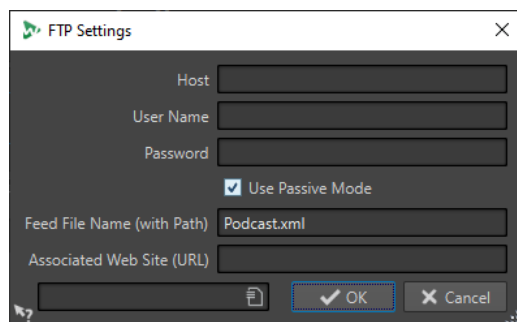 FTP Settings
Host
User Name
Password
Use Passive Mode
Feed File Name (with Path) Podcast.xml
Associated Web Site (URL)
OK Cancel